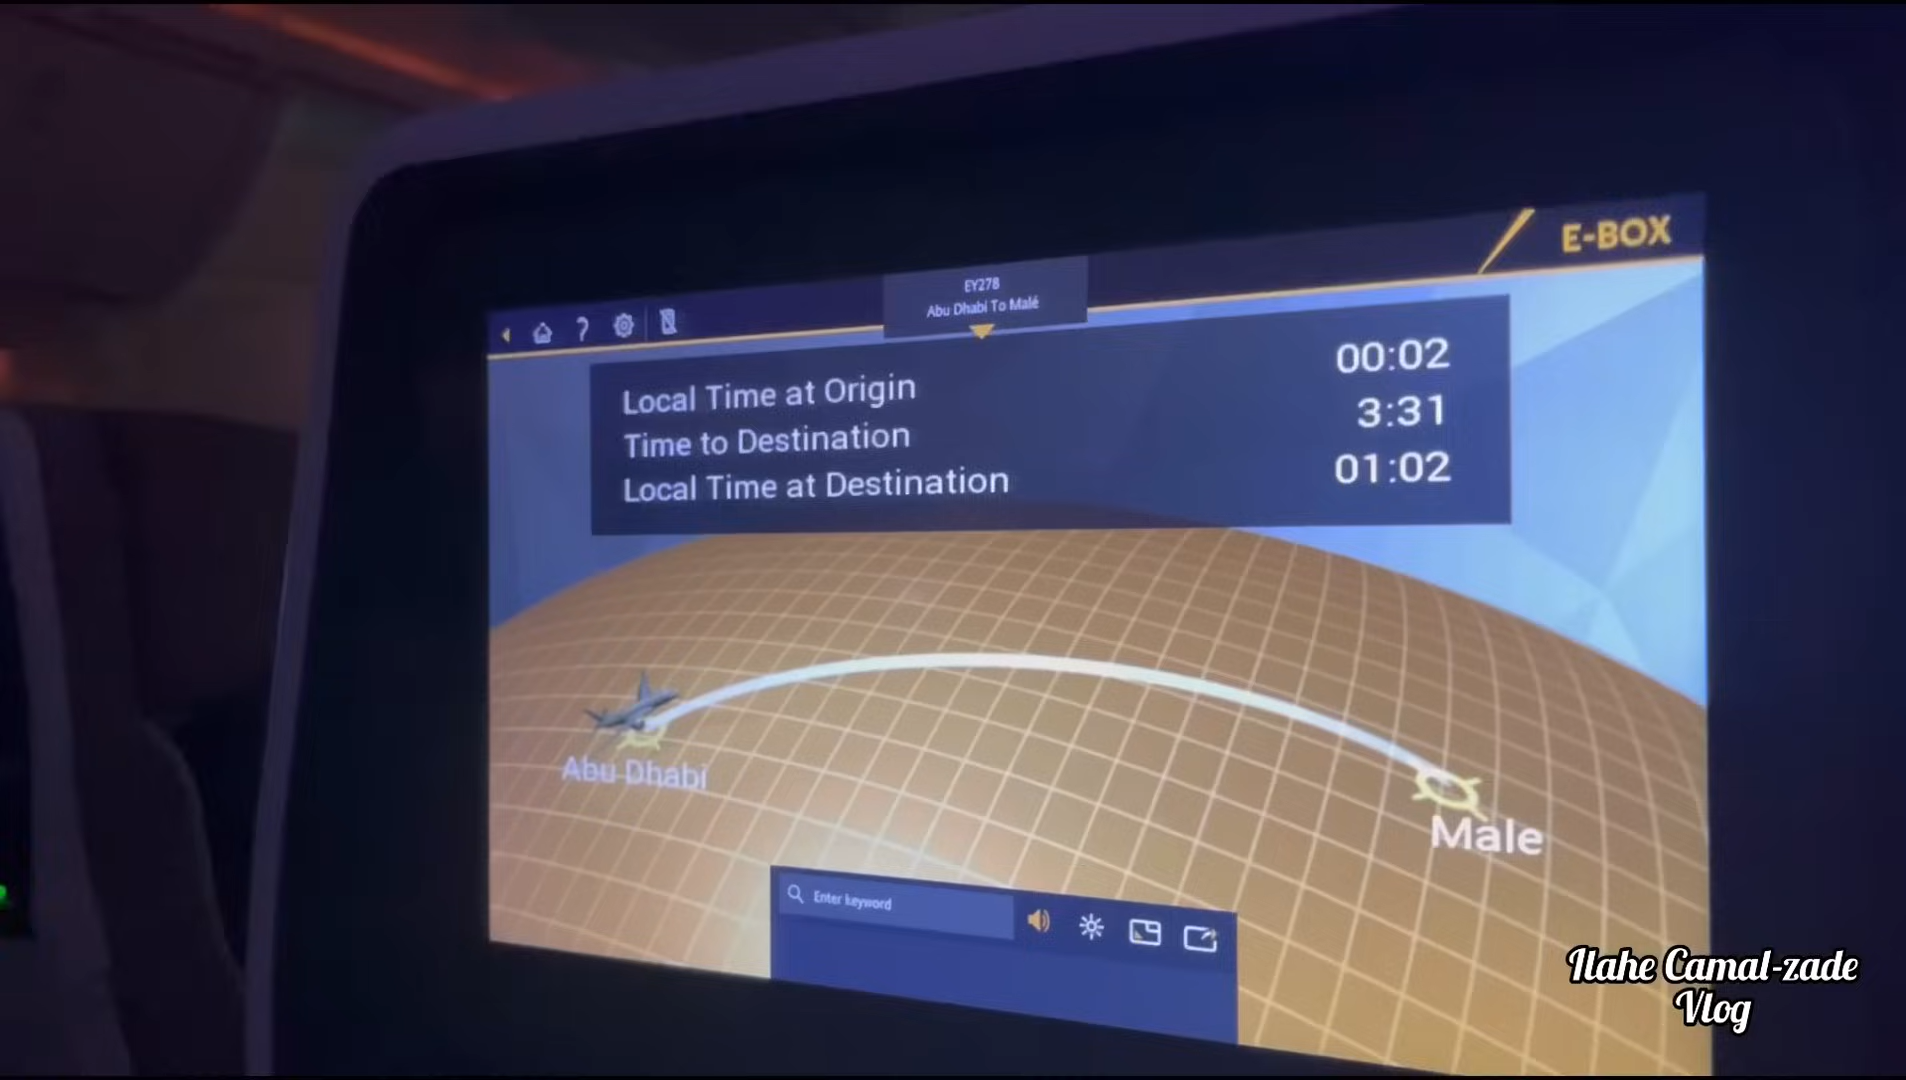 E-BOX
EY278
Abu Dhabi To Malé
Local Time at Origin 00:02
Time to Destination 3:31
Local Time at Destination 01:02
Abu Dhabi
Male
Enter keyword
Ilahe Camal-zade
Vlog